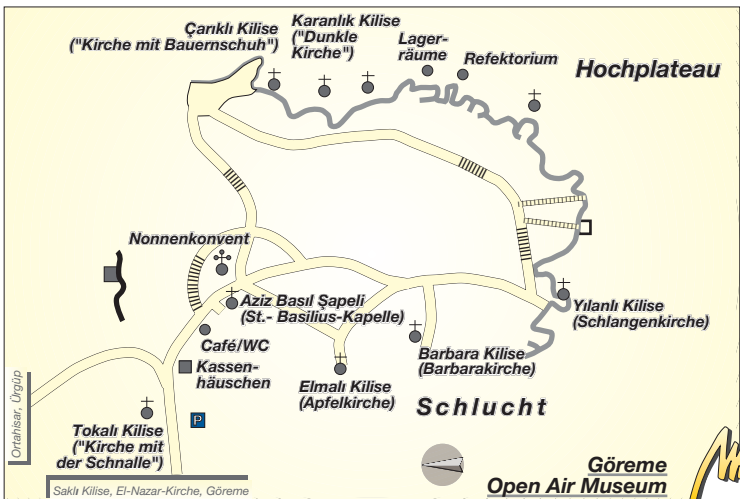 Çarıklı Kilise
("Kirche mit Bauernschuh")
Karanlık Kilise
("Dunkle
Kirche")
Lager-
räume
Refektorium
Hochplateau
Nonnenkonvent
Aziz Basıl Şapeli
(St.- Basilius-Kapelle)
Yılanlı Kilise
(Schlangenkirche)
Café/WC
Kassen-
häuschen
Barbara Kilise
(Barbarakirche)
Elmalı Kilise
(Apfelkirche)
Schlucht
P
Tokalı Kilise
("Kirche mit
der Schnalle")
Ortahisar, Ürgüp
Saklı Kilise, El-Nazar-Kirche, Göreme
Göreme
Open Air Museum